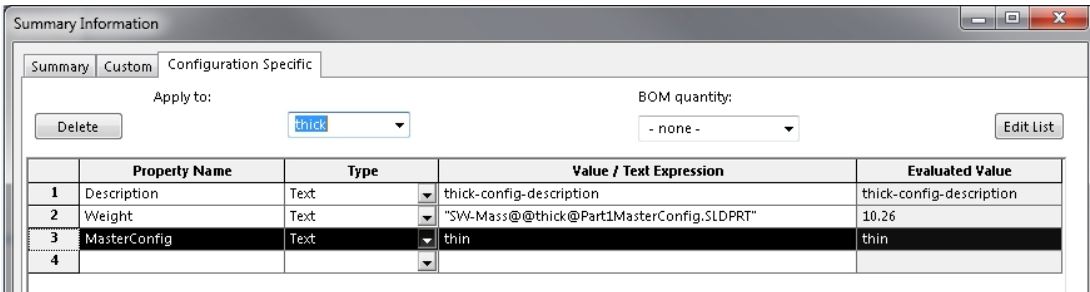 Summary Information
Summary Custom Configuration Specific
Apply to: BOM quantity:
Delete thick - none - Edit List
Property Name Type Value / Text Expression Evaluated Value
1 Description Text thick-config-description thick-config-description
2 Weight Text "SW-Mass@@thick@Part1MasterConfig.SLDPRT" 10.26
3 MasterConfig Text thin thin
4